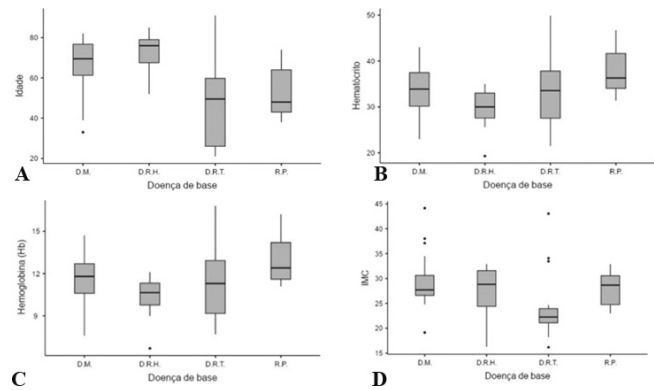 80
60
40
20
Idade
D.M. D.R.H. D.R.T. R.P.
Doença de base
A
50
40
30
20
Hematócrito
D.M. D.R.H. D.R.T. R.P.
Doença de base
B
15
12
9
Hemoglobina (Hb)
D.M. D.R.H. D.R.T. R.P.
Doença de base
C
45
40
35
30
25
20
15
IMC
D.M. D.R.H. D.R.T. R.P.
Doença de base
D